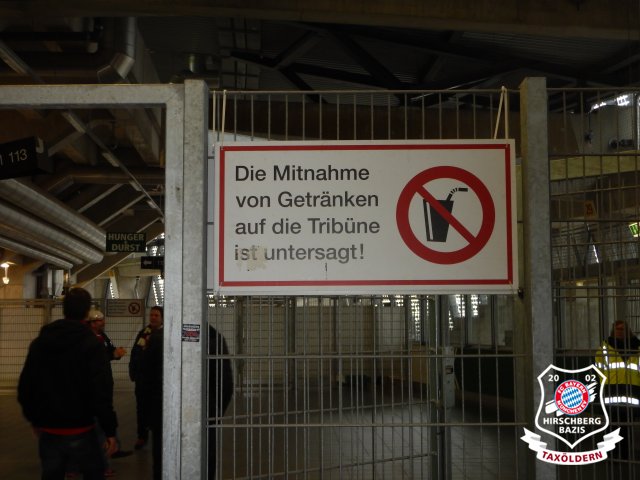 113
HUNGER
DURST
Die Mitnahme
von Getränken
auf die Tribüne
ist untersagt!
20 02
FC BAYERN
MÜNCHEN
HIRSCHBERG
BAZIS
TAXÖLDERN